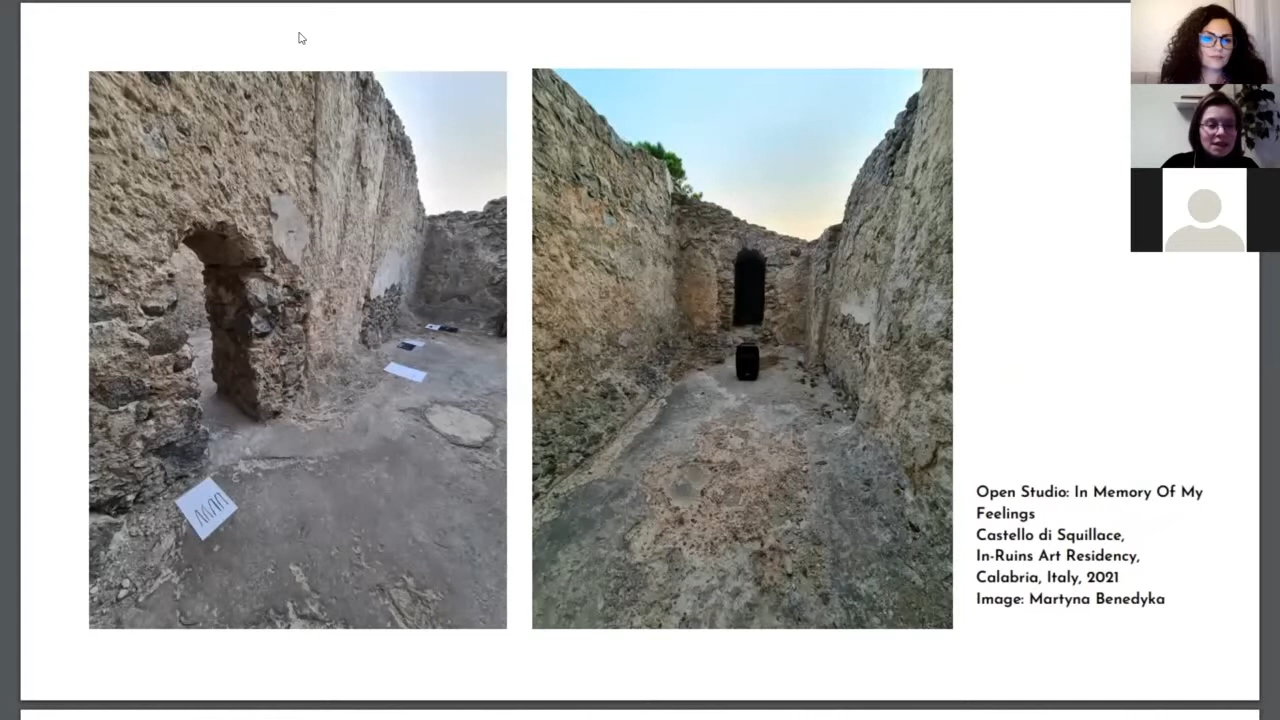 Open Studio: In Memory Of My
Feelings
Castello di Squillace,
In-Ruins Art Residency,
Calabria, Italy, 2021
Image: Martyna Benedyka